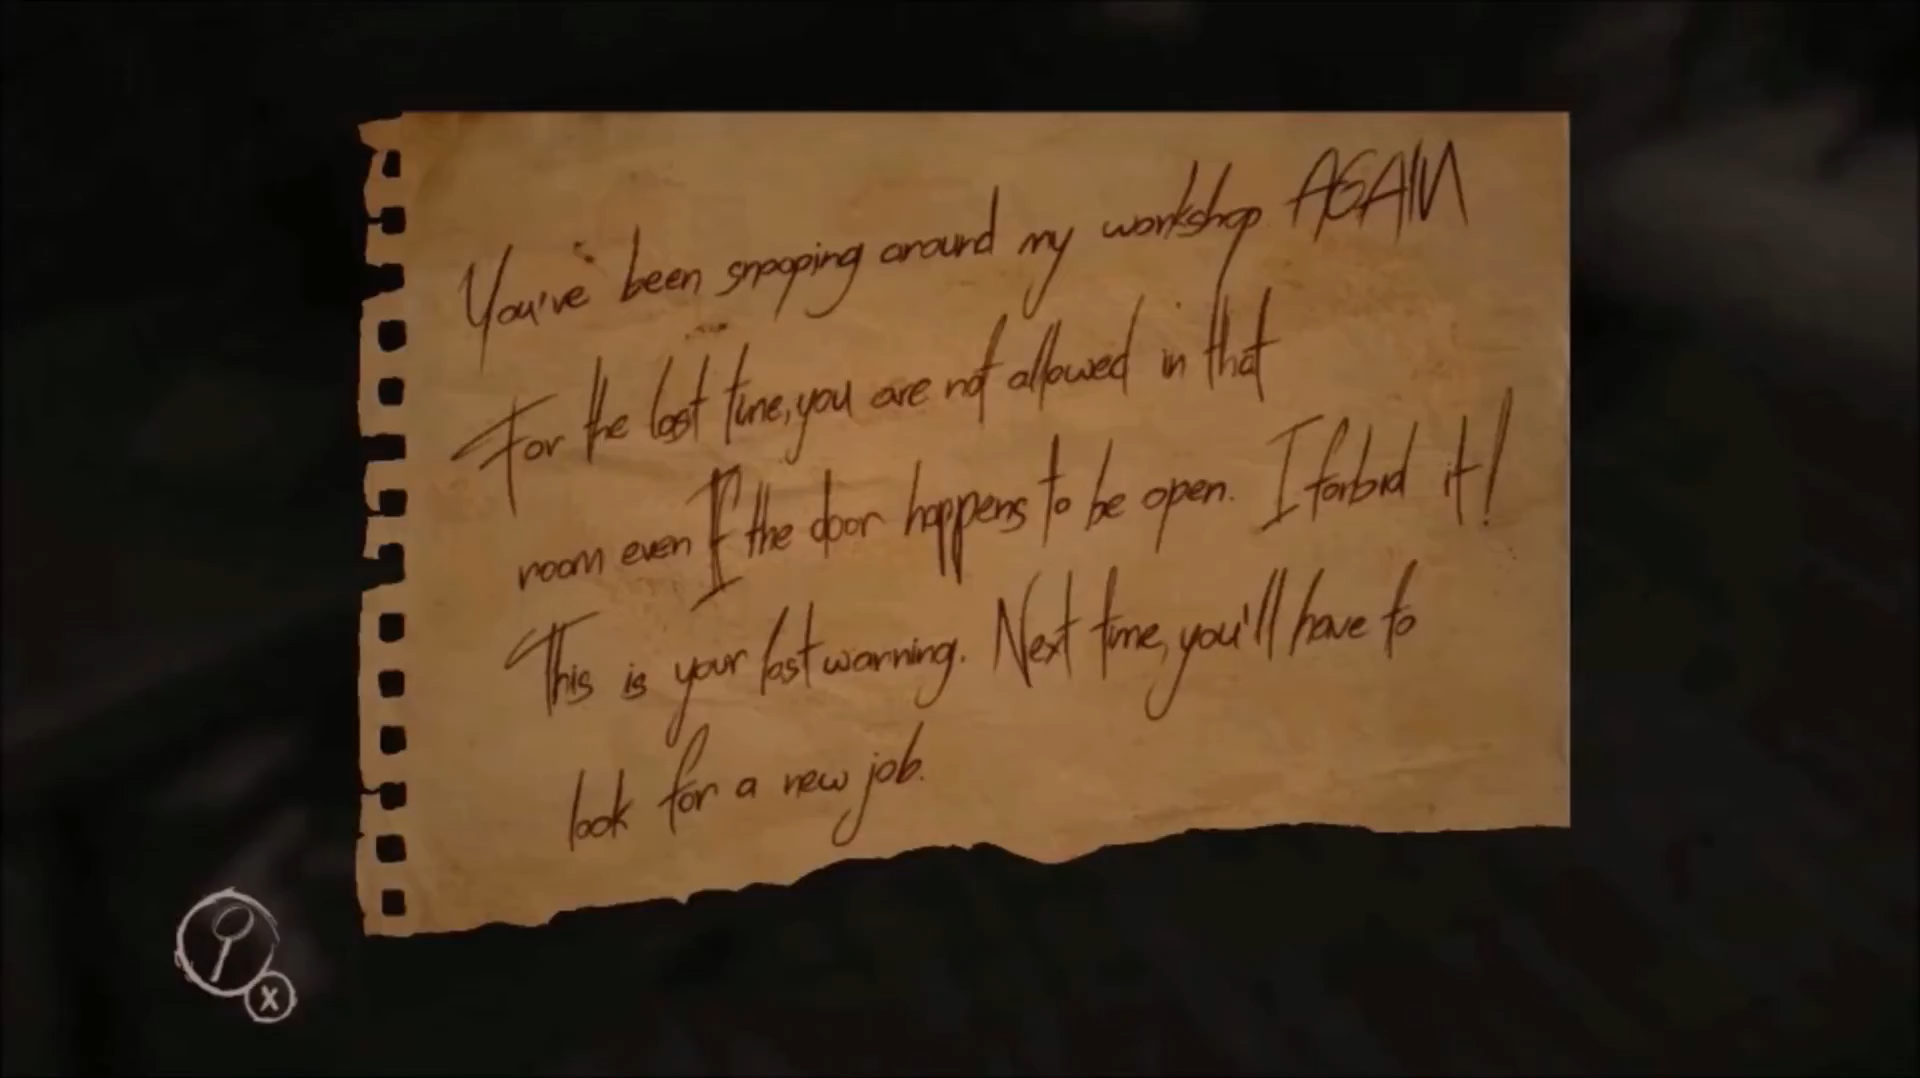 You've been snooping around my workshop AGAIN
For the last time, you are not allowed in that
room even If the door happens to be open. I forbid it!
This is your last warning. Next time, you'll have to
look for a new job.
X